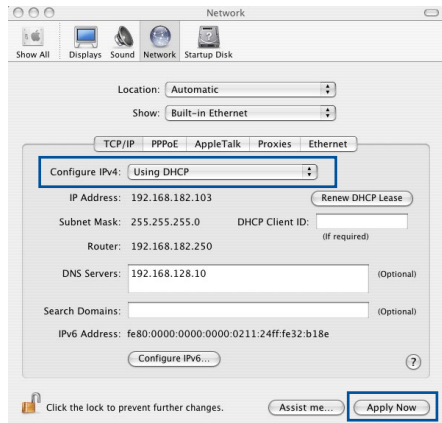 Network
Show All Displays Sound Network Startup Disk
Location: Automatic
Show: Built-in Ethernet
TCP/IP PPPoE AppleTalk Proxies Ethernet
Configure IPv4: Using DHCP
IP Address: 192.168.182.103 Renew DHCP Lease
Subnet Mask: 255.255.255.0 DHCP Client ID:
(If required)
Router: 192.168.182.250
DNS Servers: 192.168.128.10 (Optional)
Search Domains: (Optional)
IPv6 Address: fe80:0000:0000:0000:0211:24ff:fe32:b18e
Configure IPv6... ?
Click the lock to prevent further changes. Assist me... Apply Now